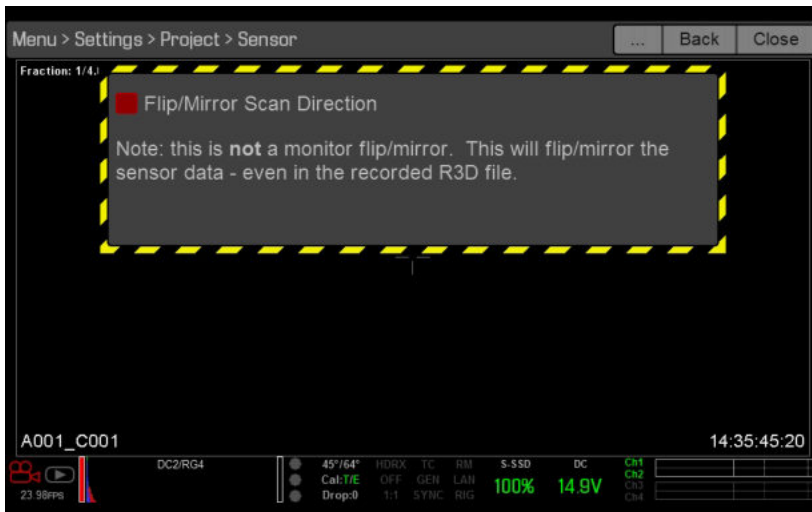 Menu > Settings > Project > Sensor
... Back Close
Fraction: 1/4.
Flip/Mirror Scan Direction
Note: this is not a monitor flip/mirror. This will flip/mirror the
sensor data - even in the recorded R3D file.
A001_C001 14:35:45:20
DC2/RG4 45°/64° HDRX TC RM S-SSD DC Ch1
Ch2
Cal:T/E OFF GEN LAN 100% 14.9V Ch3
23.98FPS Drop:0 1:1 SYNC RIG Ch4